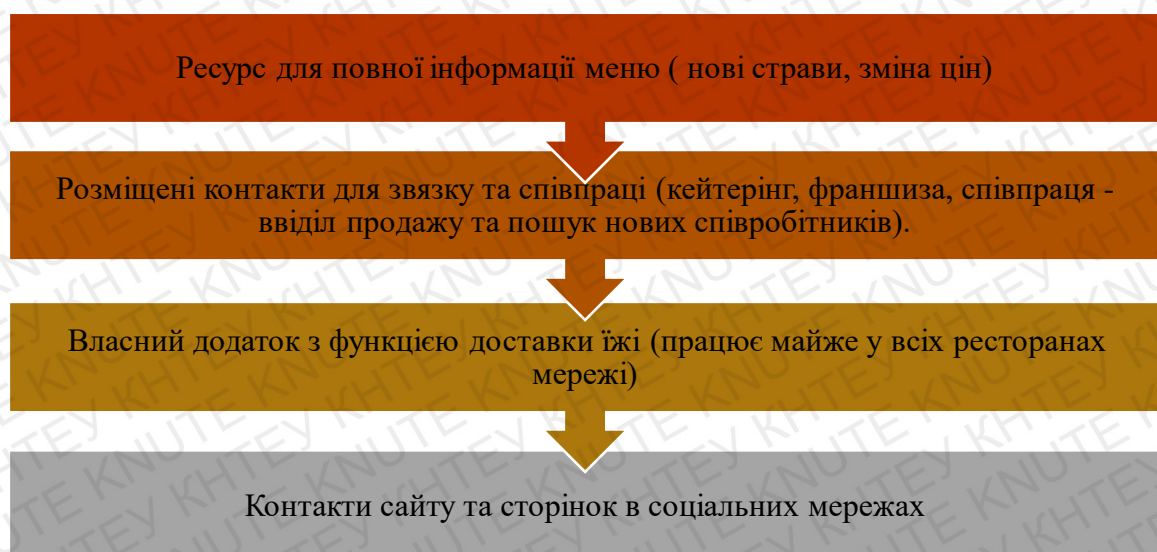 Ресурс для повної інформації меню ( нові страви, зміна цін)
Розміщені контакти для звязку та співпраці (кейтерінг, франшиза, співпраця -
ввіділ продажу та пошук нових співробітників).
Власний додаток з функцією доставки їжі (працює майже у всіх ресторанах
мережі)
Контакти сайту та сторінок в соціальних мережах